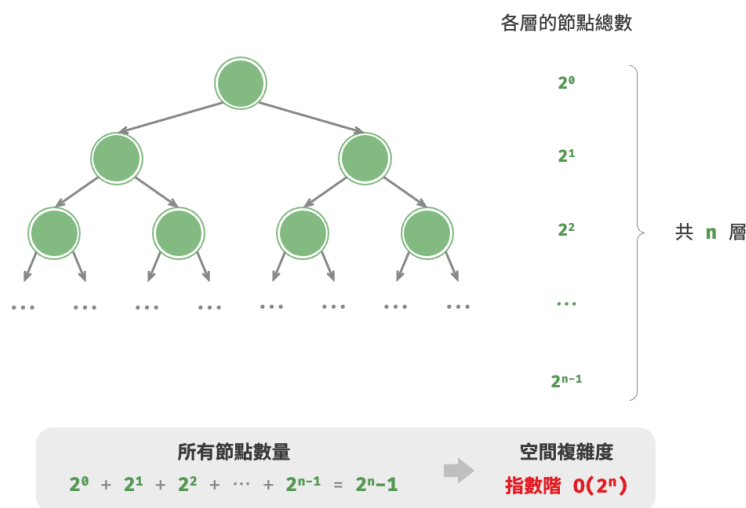 各層的節點總數
2⁰
2¹
2²
...
2ⁿ⁻¹
共 n 層
... ... ... ... ... ... ... ...
所有節點數量
2⁰ + 2¹ + 2² + ... + 2ⁿ⁻¹ = 2ⁿ-1
空間複雜度
指數階 O(2ⁿ)